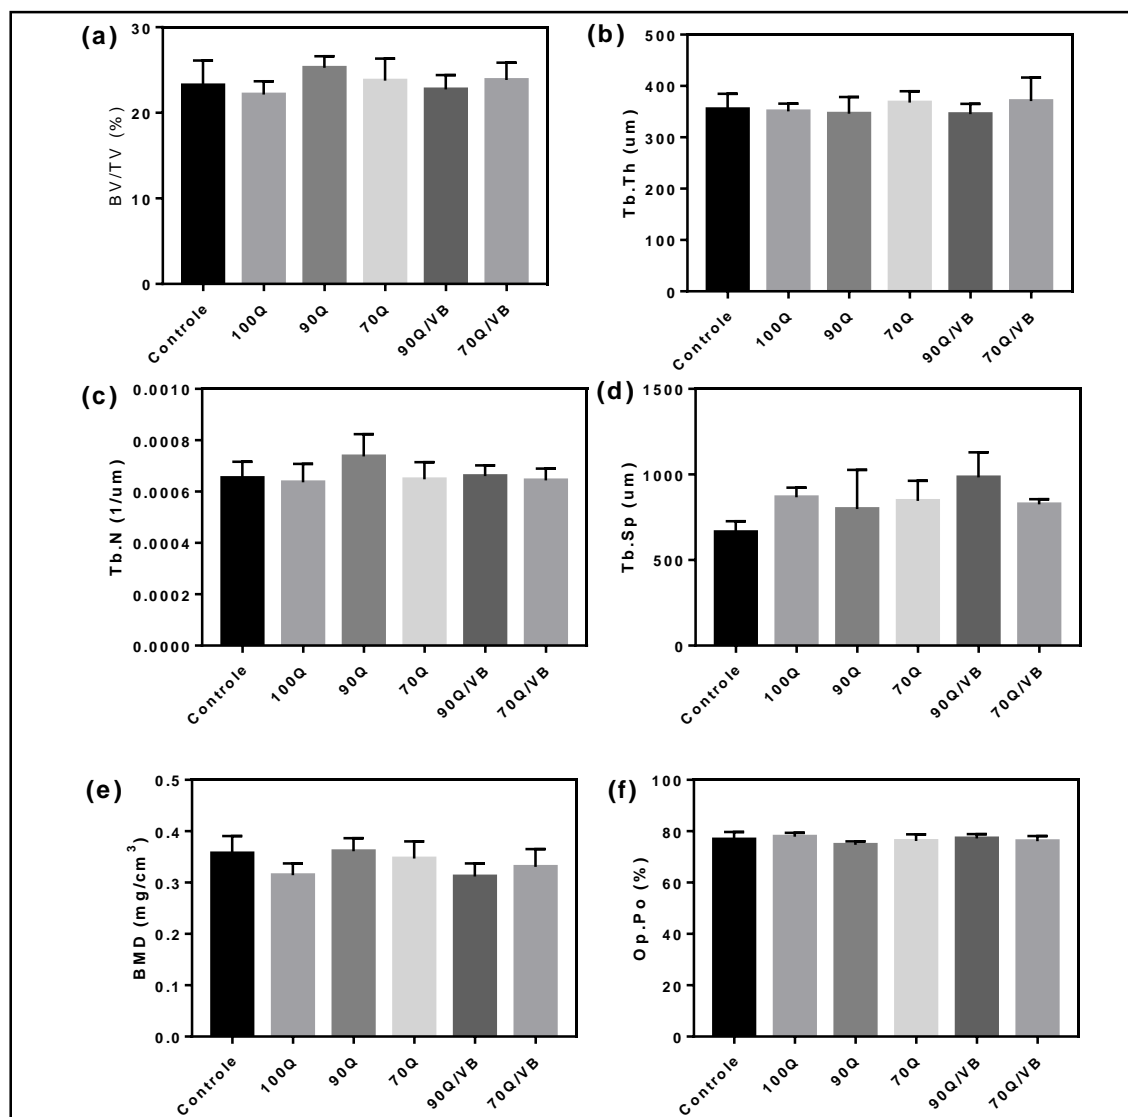 (a)
BV/TV (%)
30
20
10
0
Controle
100Q
90Q
70Q
90Q/VB
70Q/VB
(b)
Tb.Th (um)
500
400
300
200
100
0
Controle
100Q
90Q
70Q
90Q/VB
70Q/VB
(c)
Tb.N (1/um)
0.0010
0.0008
0.0006
0.0004
0.0002
0.0000
Controle
100Q
90Q
70Q
90Q/VB
70Q/VB
(d)
Tb.Sp (um)
1500
1000
500
0
Controle
100Q
90Q
70Q
90Q/VB
70Q/VB
(e)
BMD (mg/cm³)
0.5
0.4
0.3
0.2
0.1
0.0
Controle
100Q
90Q
70Q
90Q/VB
70Q/VB
(f)
Op.Po (%)
100
80
60
40
20
0
Controle
100Q
90Q
70Q
90Q/VB
70Q/VB